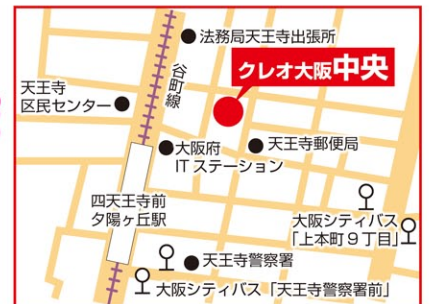 法務局天王寺出張所
クレオ大阪中央
谷町線
天王寺
区民センター
大阪府
ITステーション
天王寺郵便局
四天王寺前
夕陽ヶ丘駅
大阪シティバス
「上本町9丁目」
天王寺警察署
大阪シティバス「天王寺警察署前」